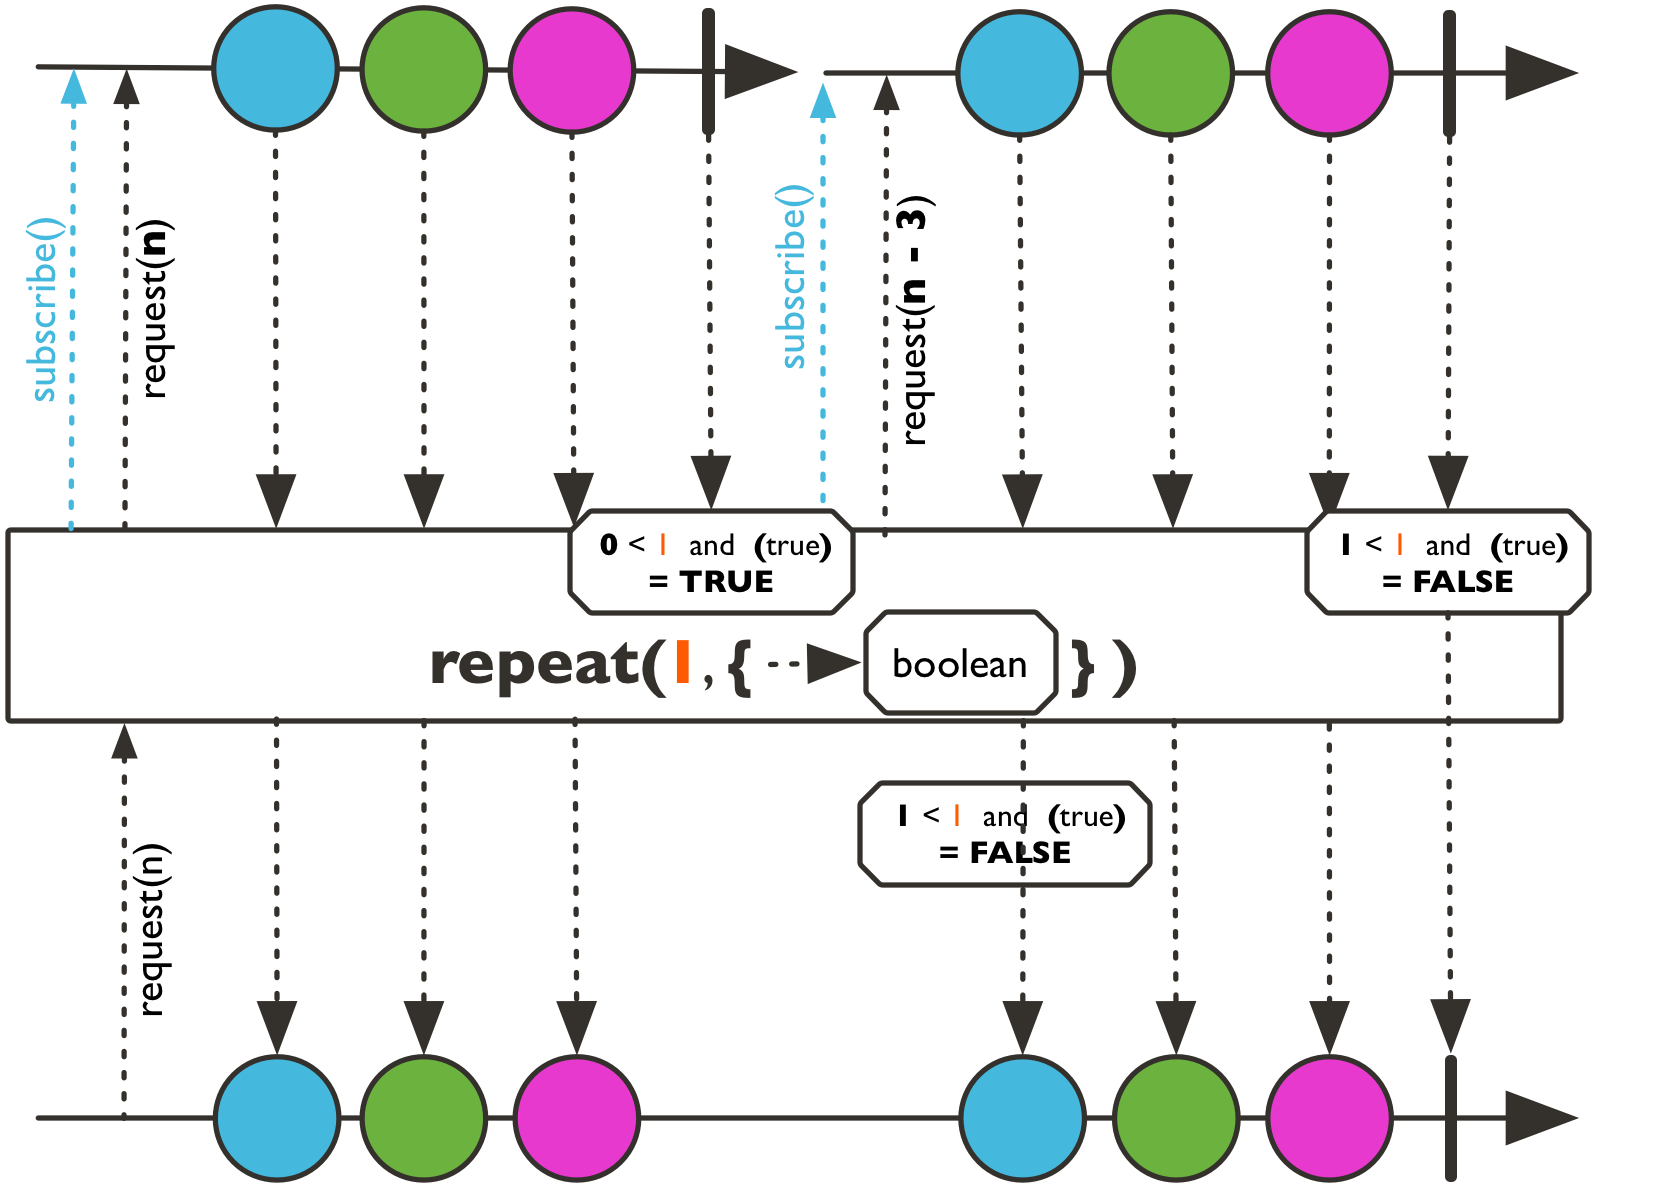 subscribe()
request(n)
subscribe()
request(n - 3)
0 < 1 and (true)
= TRUE
1 < 1 and (true)
= FALSE
repeat(1,{ boolean })
request(n)
1 < 1 and (true)
= FALSE